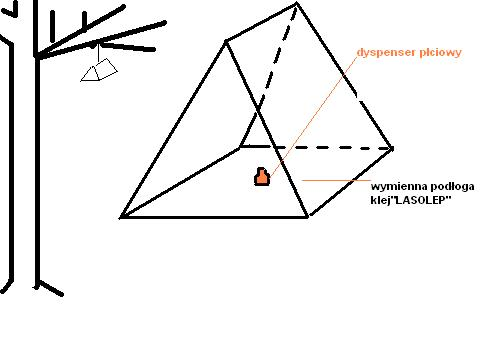 dyspenser płciowy
wymienna podłoga
klej"LASOLEP"